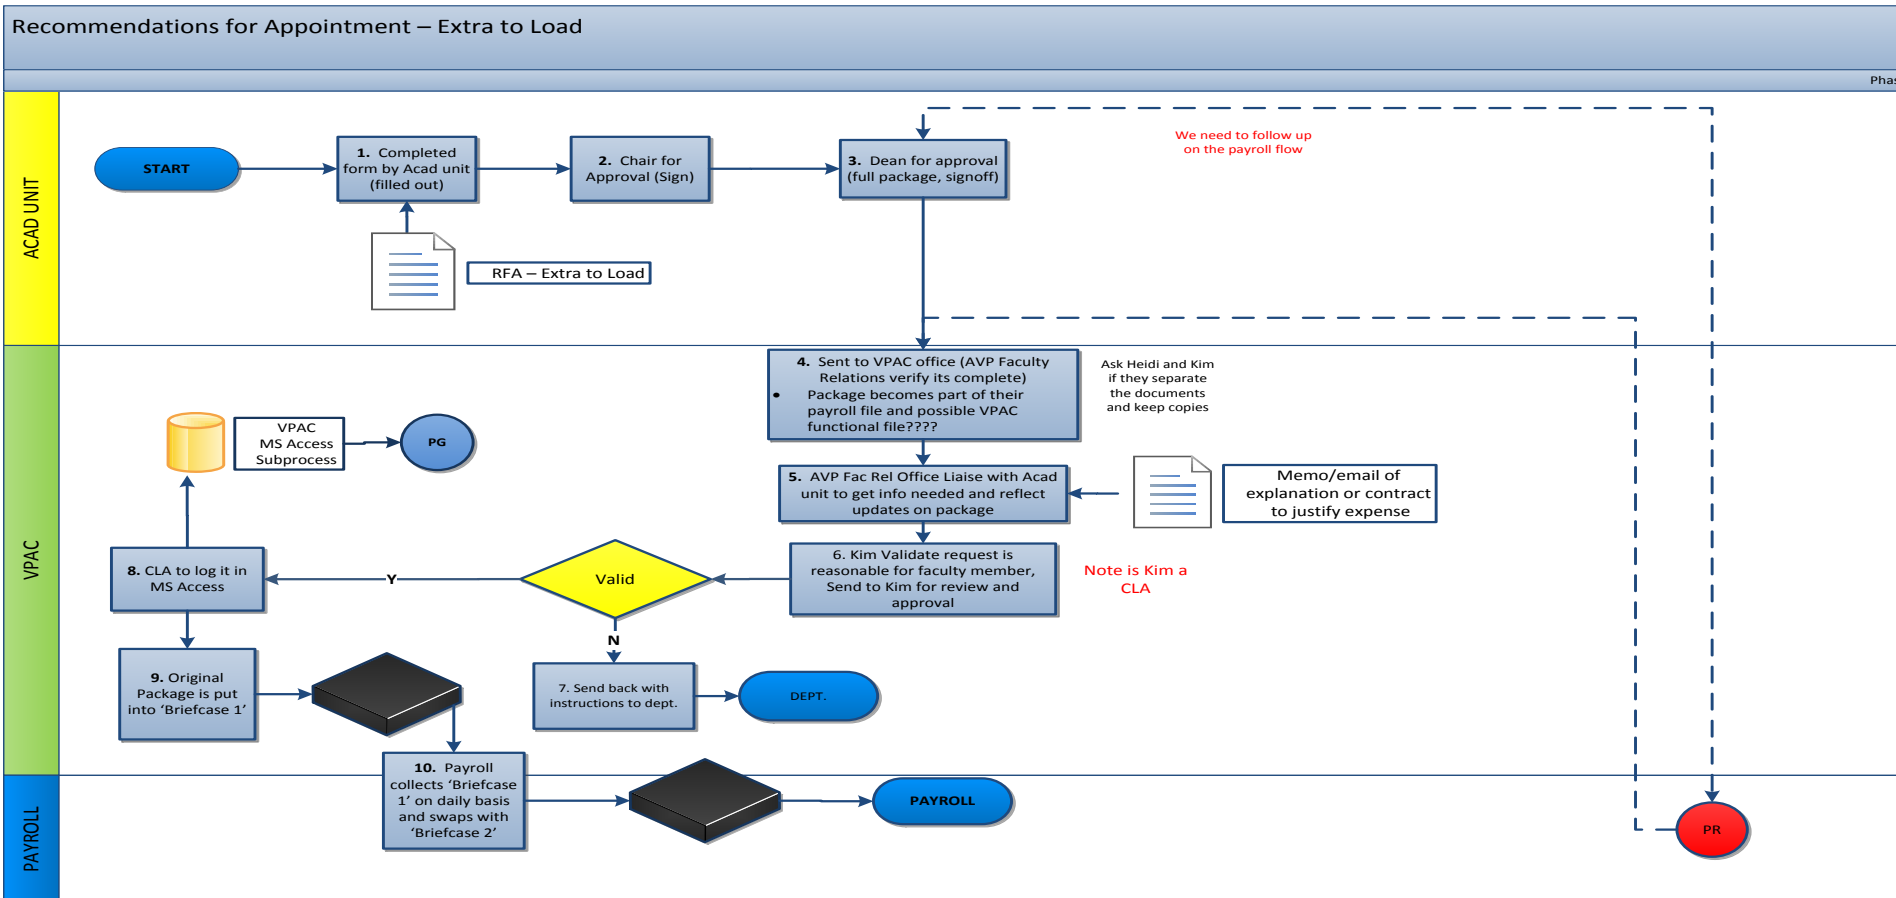 Recommendations for Appointment – Extra to Load
Phas
ACAD UNIT
START
1. Completed
form by Acad unit
(filled out)
2. Chair for
Approval (Sign)
3. Dean for approval
(full package, signoff)
We need to follow up
on the payroll flow
RFA – Extra to Load
VPAC
4. Sent to VPAC office (AVP Faculty
Relations verify its complete)
• Package becomes part of their
payroll file and possible VPAC
functional file????
Ask Heidi and Kim
if they separate
the documents
and keep copies
VPAC
MS Access
Subprocess
PG
5. AVP Fac Rel Office Liaise with Acad
unit to get info needed and reflect
updates on package
Memo/email of
explanation or contract
to justify expense
6. Kim Validate request is
reasonable for faculty member,
Send to Kim for review and
approval
Note is Kim a
CLA
Valid
Y
N
8. CLA to log it in
MS Access
9. Original
Package is put
into ‘Briefcase 1’
7. Send back with
instructions to dept.
DEPT.
PAYROLL
10. Payroll
collects ‘Briefcase
1’ on daily basis
and swaps with
‘Briefcase 2’
PAYROLL
PR